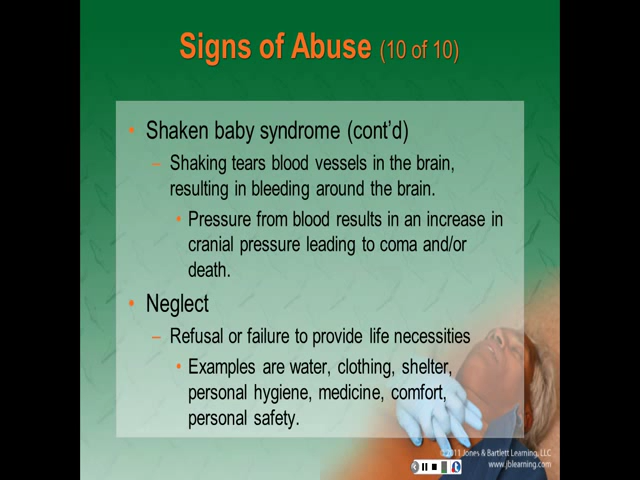 Signs of Abuse (10 of 10)
• Shaken baby syndrome (cont’d)
– Shaking tears blood vessels in the brain,
resulting in bleeding around the brain.
• Pressure from blood results in an increase in
cranial pressure leading to coma and/or
death.
• Neglect
– Refusal or failure to provide life necessities
• Examples are water, clothing, shelter,
personal hygiene, medicine, comfort,
personal safety.
© 2011 Jones & Bartlett Learning, LLC
www.jblearning.com